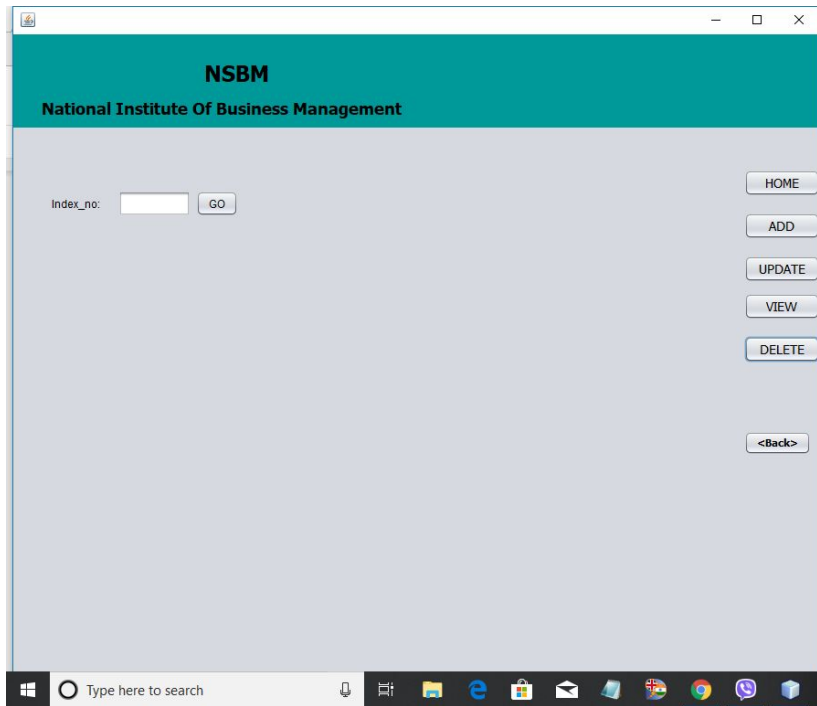 NSBM
National Institute Of Business Management
Index_no:
GO
HOME
ADD
UPDATE
VIEW
DELETE
<Back>
Type here to search